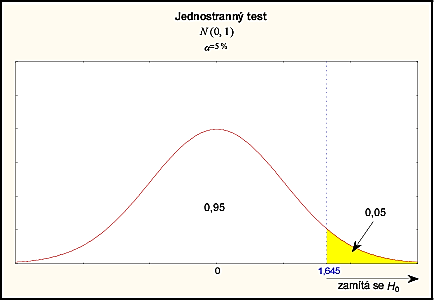 Jednostranný test
N (0, 1)
α=5 %
0,95
0,05
0
1,645
zamítá se H₀